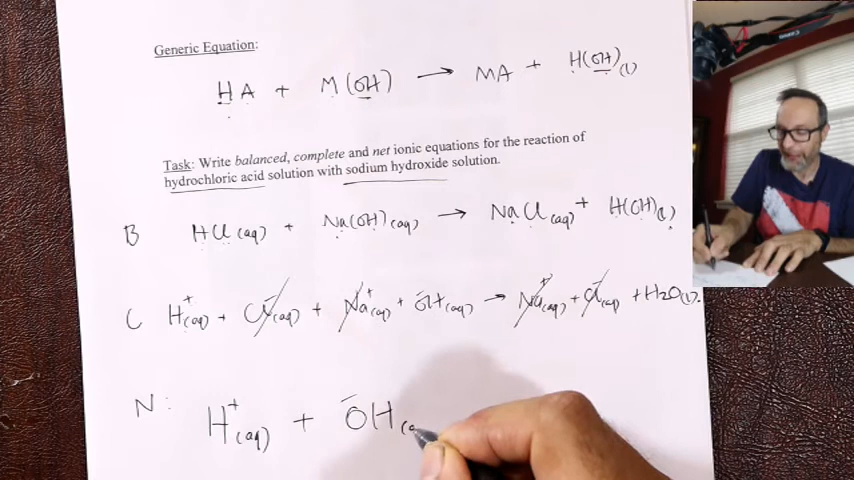 Generic Equation:
H A + M(OH) → MA + H(OH)(l)
Task: Write balanced, complete and net ionic equations for the reaction of
hydrochloric acid solution with sodium hydroxide solution.
B HCl(aq) + Na(OH)(aq) → NaCl(aq) + H(OH)(l)
C H⁺(aq) + Cl⁻(aq) + Na⁺(aq) + ⁻OH(aq) → Na⁺(aq) + Cl⁻(aq) + H2O(l).
N: H⁺(aq) + ⁻OH(a